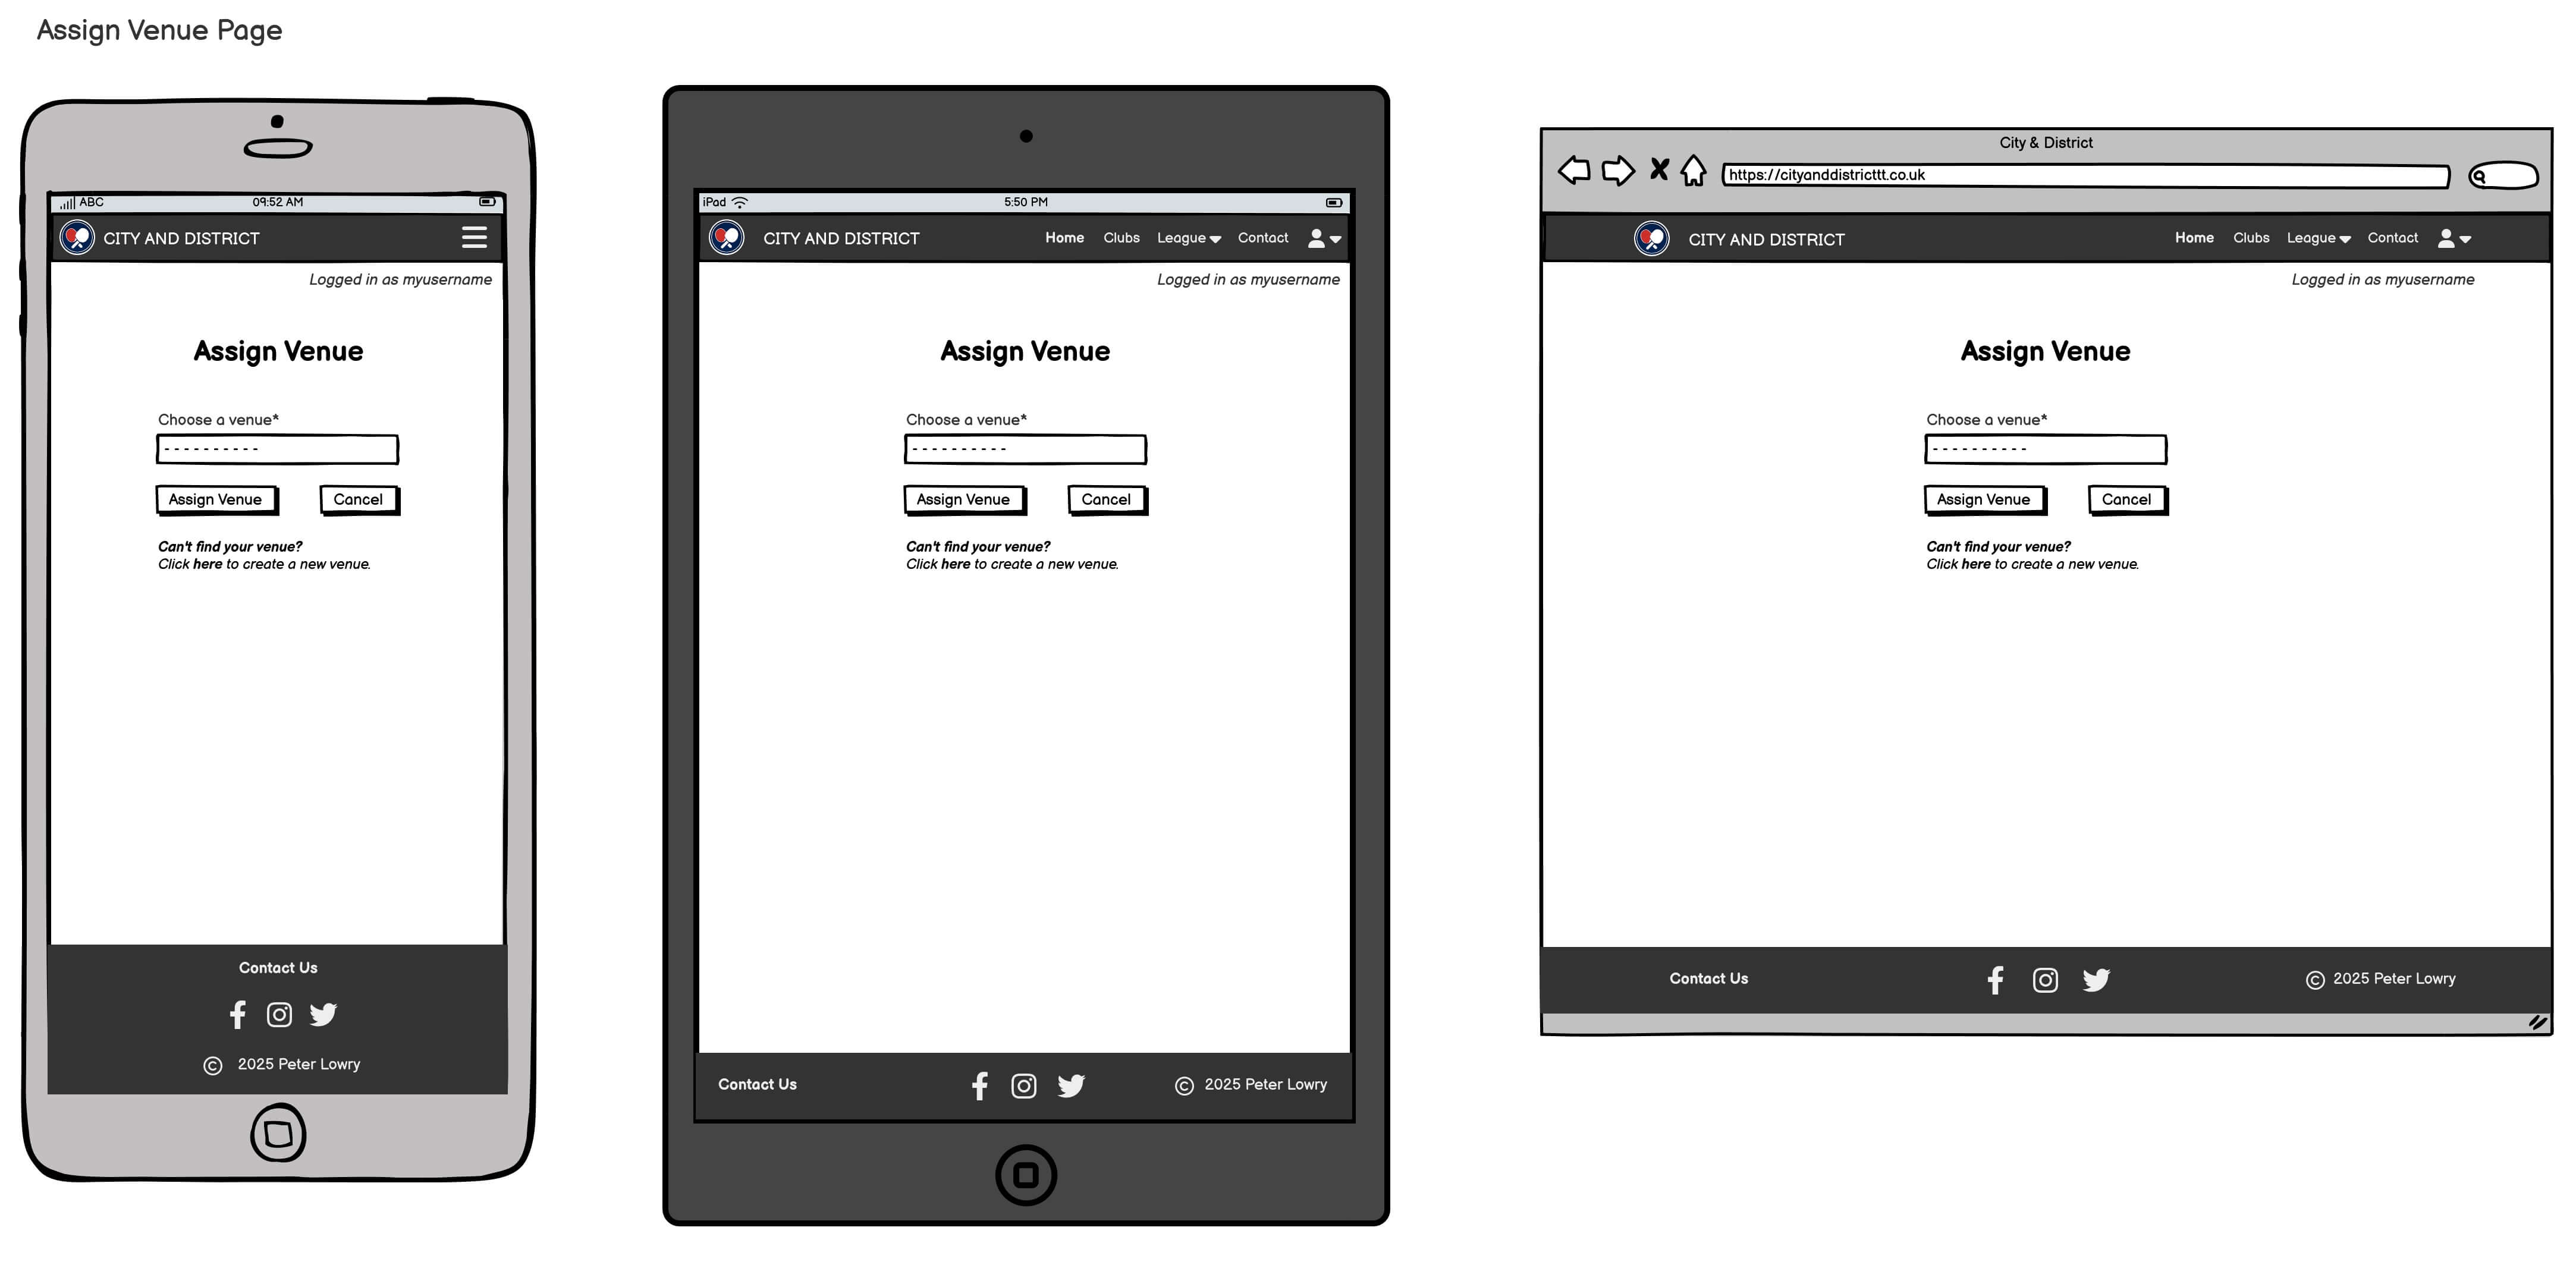 Assign Venue Page
ABC 09:52 AM
CITY AND DISTRICT
Logged in as myusername
Assign Venue
Choose a venue*
- - - - - - - - - -
Assign Venue Cancel
Can't find your venue?
Click here to create a new venue.
Contact Us
© 2025 Peter Lowry
iPad 5:50 PM
CITY AND DISTRICT Home Clubs League Contact
Logged in as myusername
Assign Venue
Choose a venue*
- - - - - - - - - -
Assign Venue Cancel
Can't find your venue?
Click here to create a new venue.
Contact Us © 2025 Peter Lowry
City & District
https://cityanddistricttt.co.uk
CITY AND DISTRICT Home Clubs League Contact
Logged in as myusername
Assign Venue
Choose a venue*
- - - - - - - - - -
Assign Venue Cancel
Can't find your venue?
Click here to create a new venue.
Contact Us © 2025 Peter Lowry